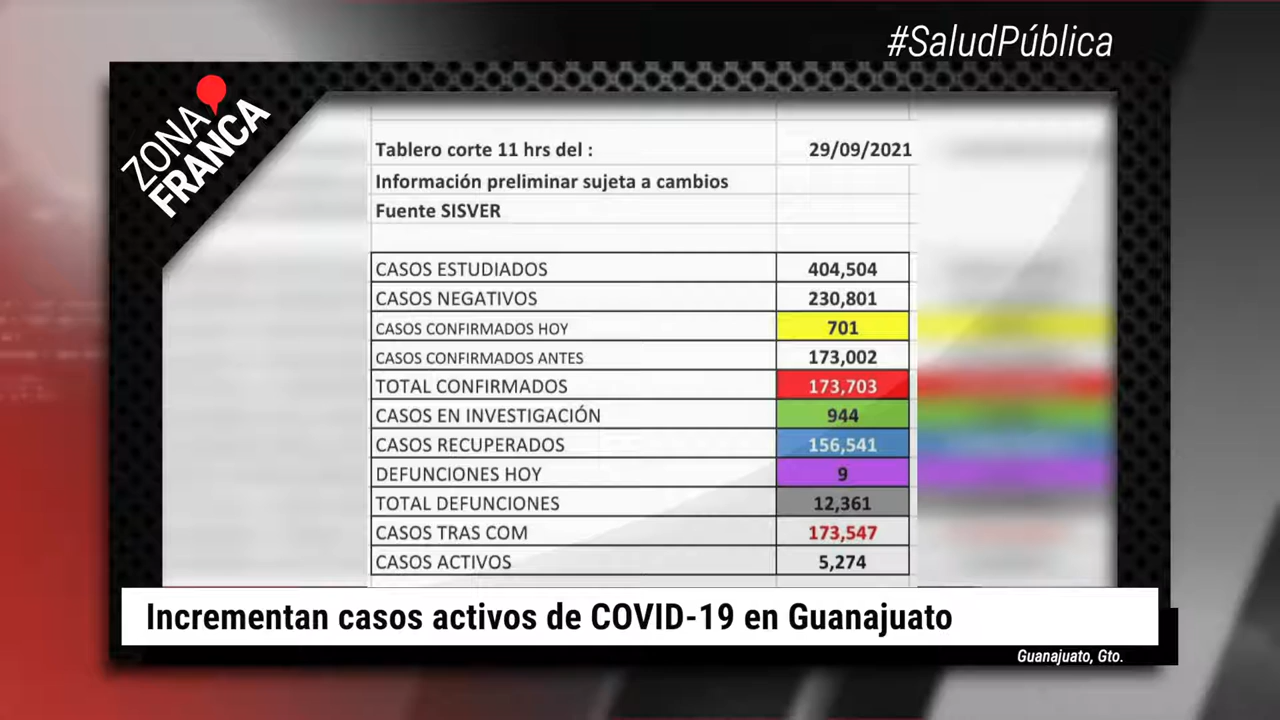 #SaludPública
ZONA
FRANCA
Tablero corte 11 hrs del : 29/09/2021
Información preliminar sujeta a cambios
Fuente SISVER
CASOS ESTUDIADOS 404,504
CASOS NEGATIVOS 230,801
CASOS CONFIRMADOS HOY 701
CASOS CONFIRMADOS ANTES 173,002
TOTAL CONFIRMADOS 173,703
CASOS EN INVESTIGACIÓN 944
CASOS RECUPERADOS 156,541
DEFUNCIONES HOY 9
TOTAL DEFUNCIONES 12,361
CASOS TRAS COM 173,547
CASOS ACTIVOS 5,274
Incrementan casos activos de COVID-19 en Guanajuato
Guanajuato, Gto.